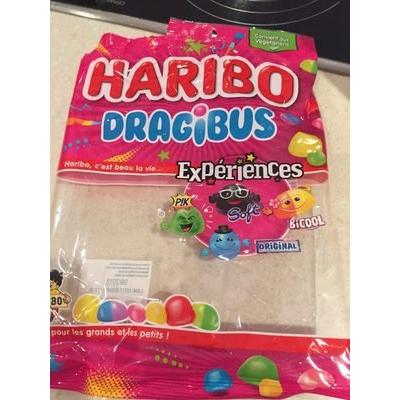 Convient aux
Végétariens
HARIBO
DRAGIBUS
Haribo, c'est beau la vie...
Expériences
PIK
Soft
BiCOOL
ORIGINAL
80
pour les grands et les petits !